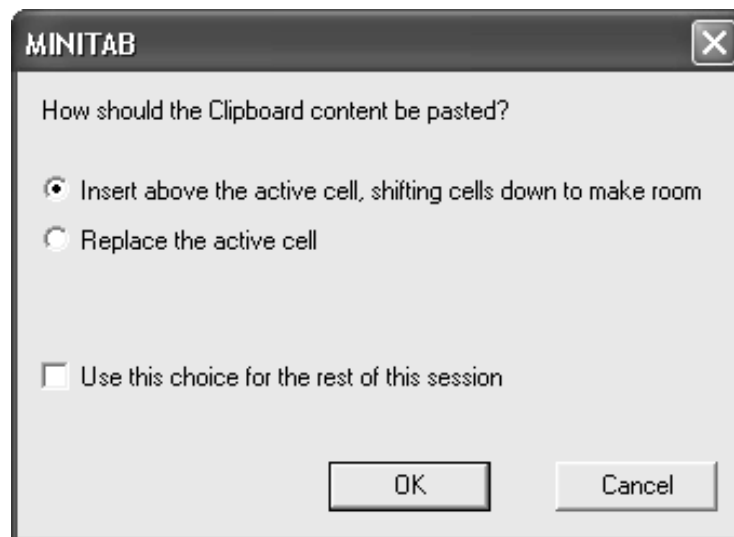 MINITAB
How should the Clipboard content be pasted?
Insert above the active cell, shifting cells down to make room
Replace the active cell
Use this choice for the rest of this session
OK
Cancel